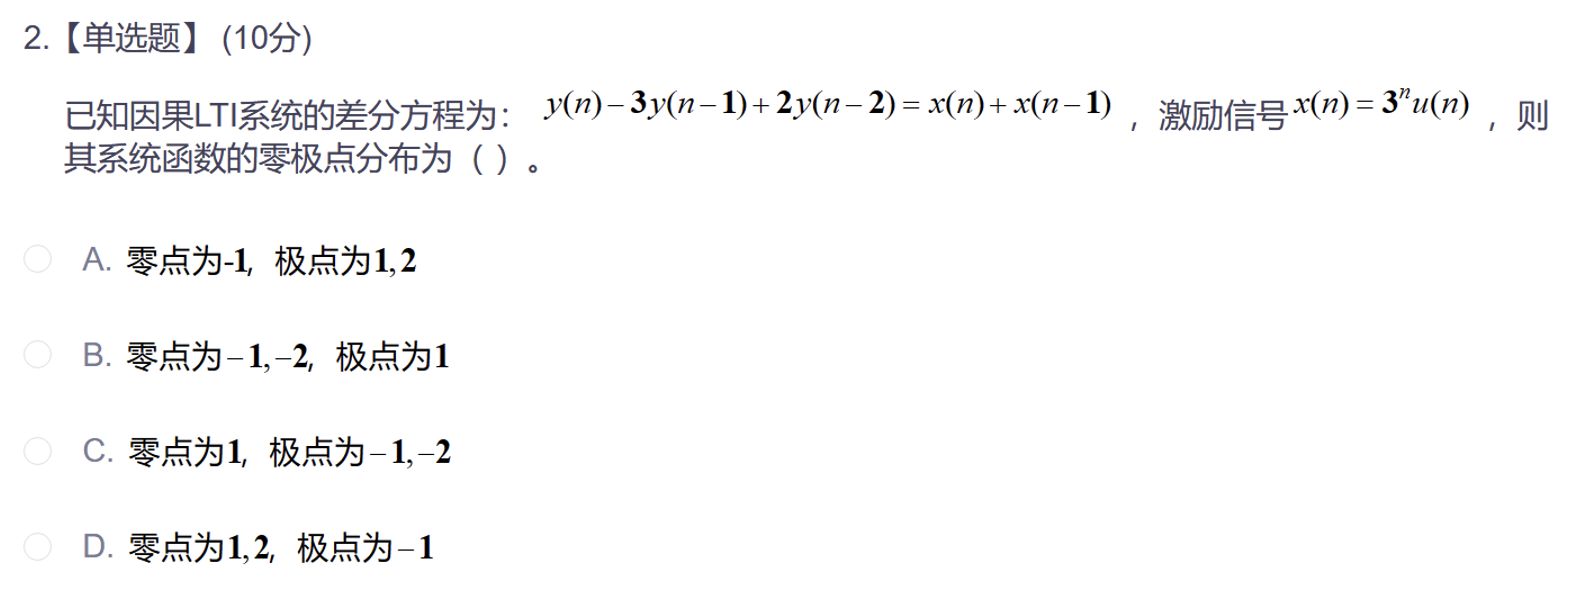 2.【单选题】 (10分)
已知因果LTI系统的差分方程为： y(n)－3y(n－1)+2y(n－2)=x(n)+x(n－1) ，激励信号x(n)=3ⁿu(n) ，则
其系统函数的零极点分布为（ ）。
A. 零点为-1, 极点为1,2
B. 零点为－1,－2, 极点为1
C. 零点为1, 极点为－1,－2
D. 零点为1,2, 极点为－1